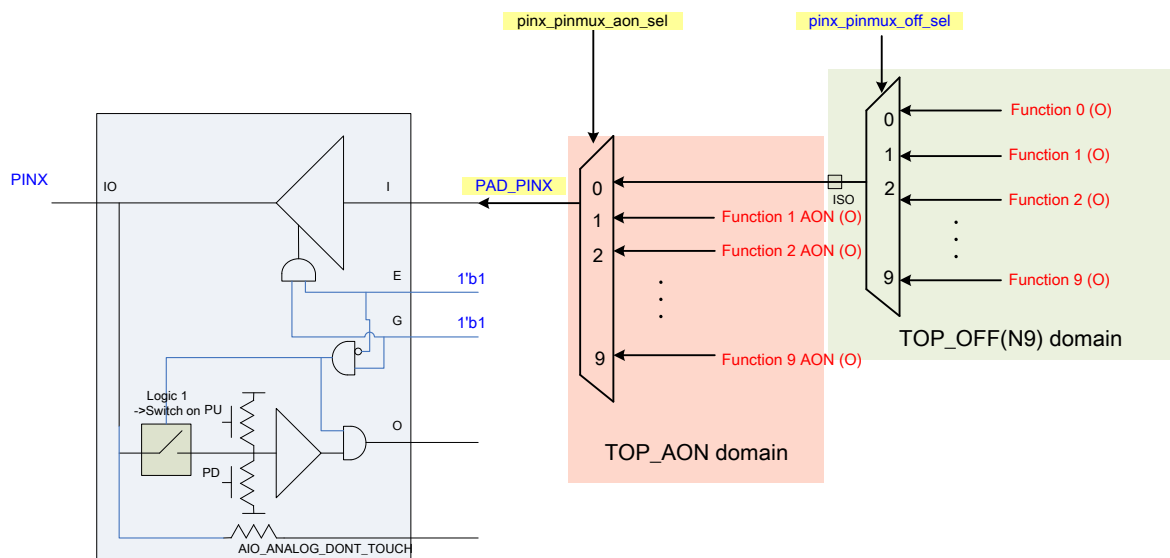 pinx_pinmux_aon_sel
pinx_pinmux_off_sel
PINX
IO
I
PAD_PINX
E
1'b1
G
1'b1
Logic 1
->Switch on
PU
PD
O
AIO_ANALOG_DONT_TOUCH
0
1
2
9
Function 1 AON (O)
Function 2 AON (O)
Function 9 AON (O)
TOP_AON domain
ISO
0
1
2
9
Function 0 (O)
Function 1 (O)
Function 2 (O)
Function 9 (O)
TOP_OFF(N9) domain